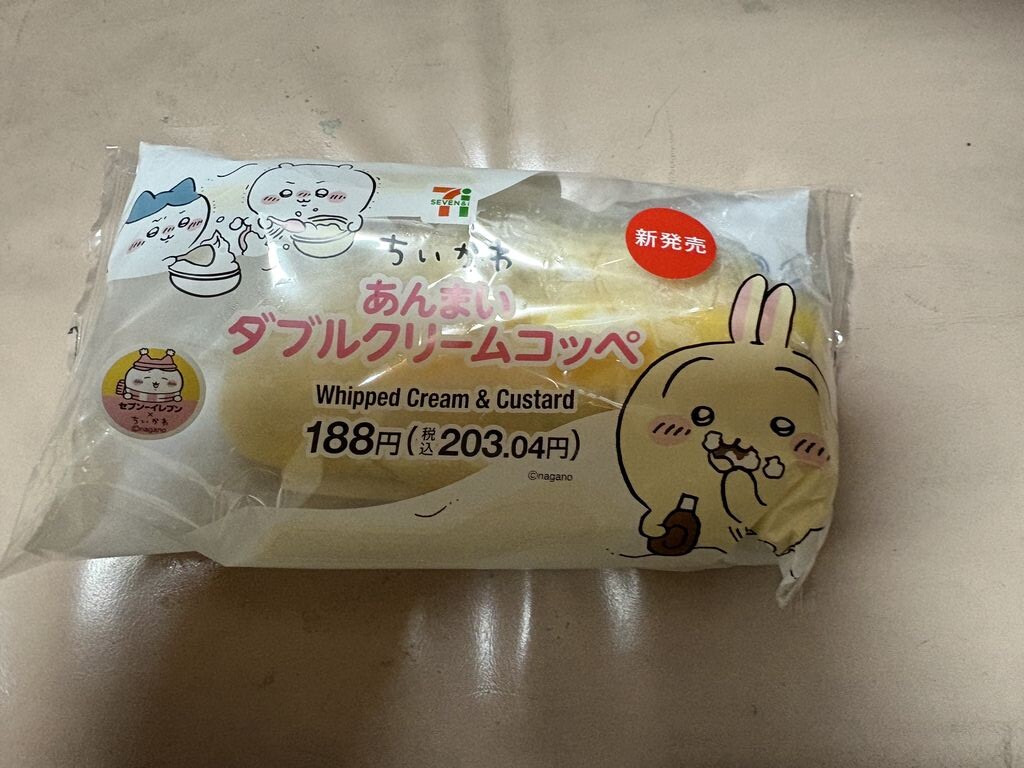 SEVEN&i
新発売
ちいかわ
あんまい
ダブルクリームコッペ
Whipped Cream & Custard
188円(税込203.04円)
©nagano
セブン-イレブン
×
ちいかわ
©nagano